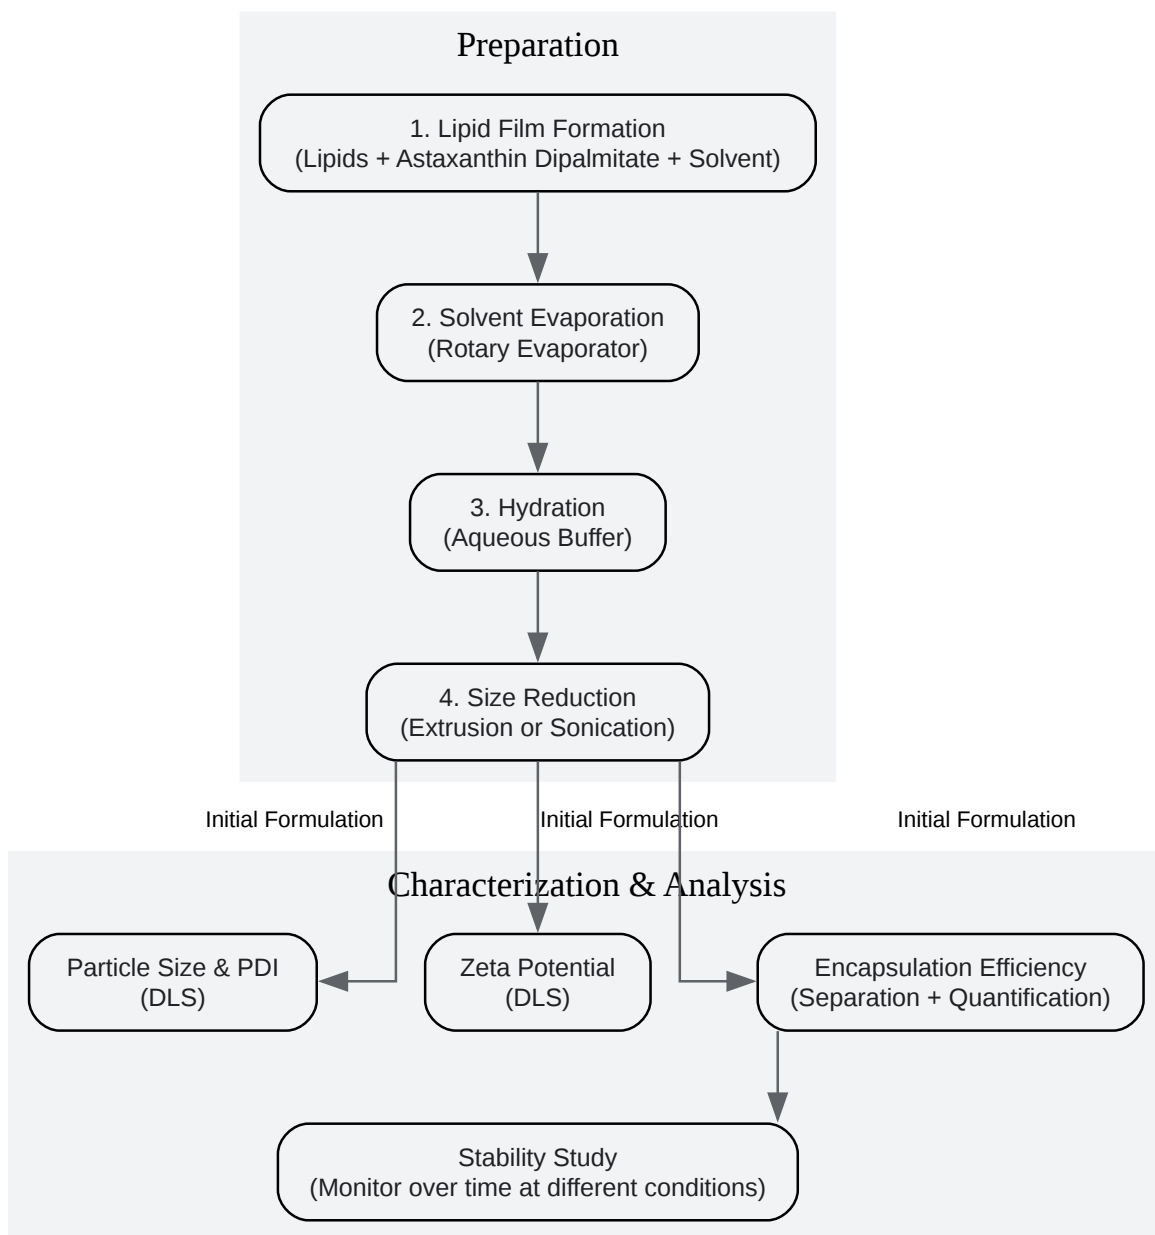 Preparation
1. Lipid Film Formation
(Lipids + Astaxanthin Dipalmitate + Solvent)
2. Solvent Evaporation
(Rotary Evaporator)
3. Hydration
(Aqueous Buffer)
4. Size Reduction
(Extrusion or Sonication)
Initial Formulation
Initial Formulation
Initial Formulation
Characterization & Analysis
Particle Size & PDI
(DLS)
Zeta Potential
(DLS)
Encapsulation Efficiency
(Separation + Quantification)
Stability Study
(Monitor over time at different conditions)